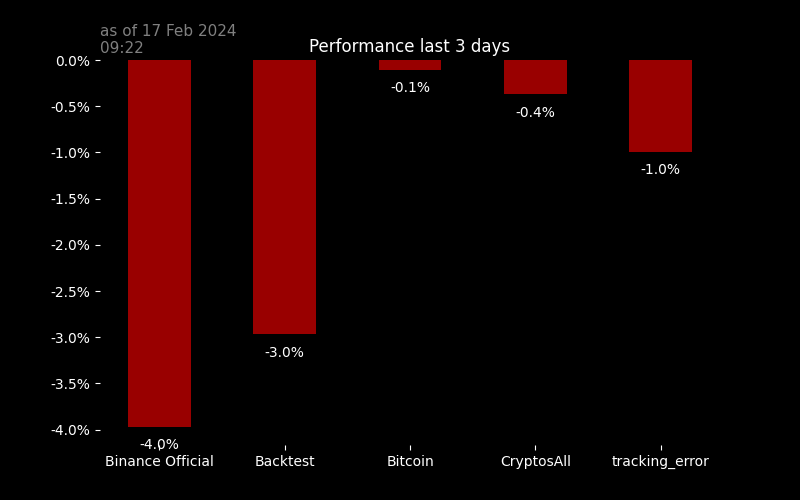 as of 17 Feb 2024
09:22
Performance last 3 days
0.0%
-0.5%
-1.0%
-1.5%
-2.0%
-2.5%
-3.0%
-3.5%
-4.0%
-4.0%
-3.0%
-0.1%
-0.4%
-1.0%
Binance Official
Backtest
Bitcoin
CryptosAll
tracking_error